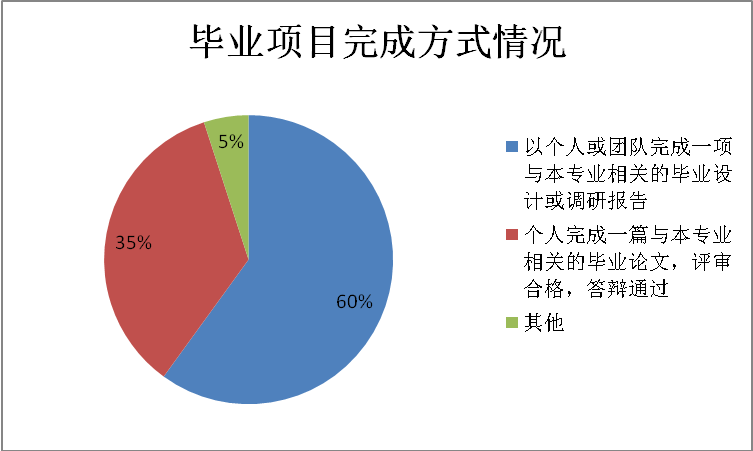 毕业项目完成方式情况
5%
35%
60%
以个人或团队完成一项
与本专业相关的毕业设
计或调研报告
个人完成一篇与本专业
相关的毕业论文，评审
合格，答辩通过
其他